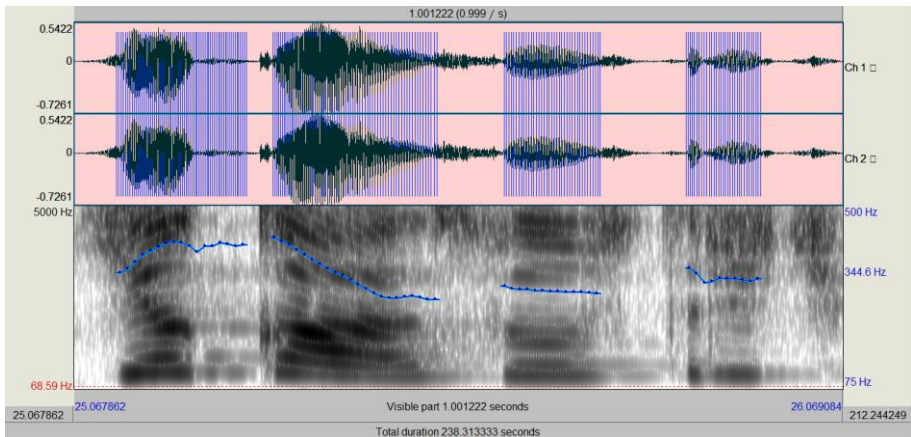 1.001222 (0.999 / s)
0.5422
0
-0.7261
Ch 1
0.5422
0
-0.7261
Ch 2
5000 Hz 500 Hz
344.6 Hz
68.59 Hz 75 Hz
25.067862 25.067862 Visible part 1.001222 seconds 26.069084 212.244249
Total duration 238.313333 seconds